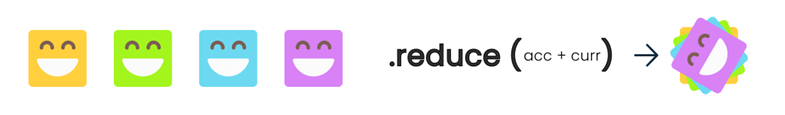 .reduce (acc + curr)